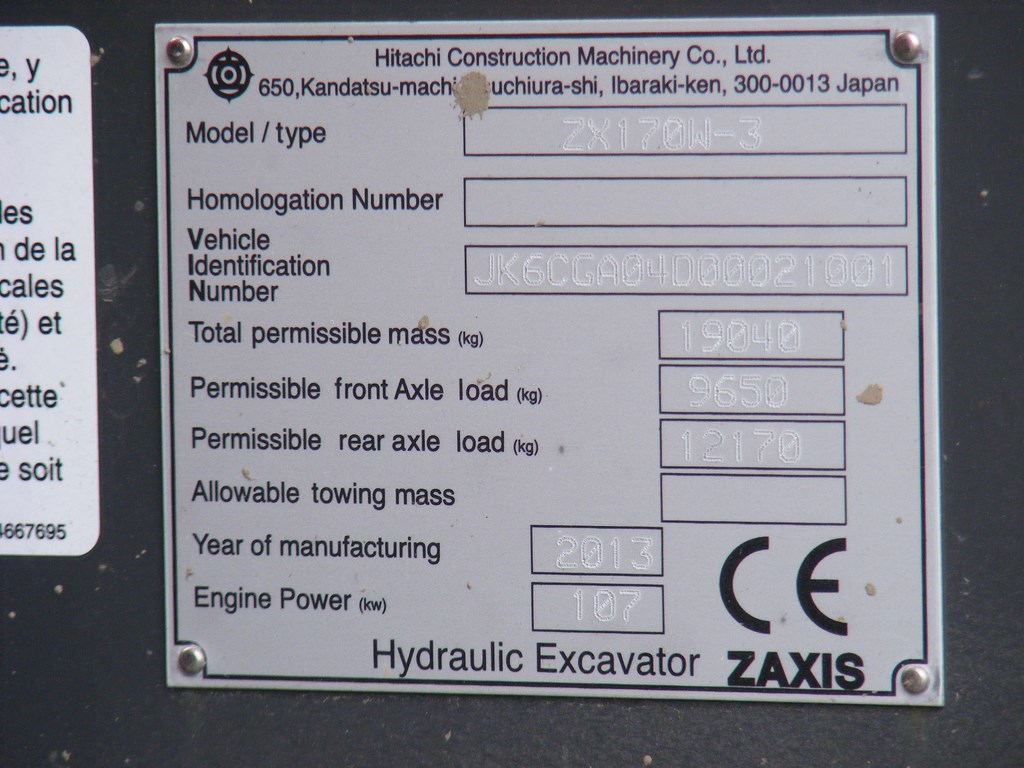 e, y
cation
les
n de la
cales
té) et
é.
cette
quel
e soit
4667695
Hitachi Construction Machinery Co., Ltd.
650,Kandatsu-mach uchiura-shi, Ibaraki-ken, 300-0013 Japan
Model / type ZX170W-3
Homologation Number
Vehicle
Identification
Number JK6CGA04D00021001
Total permissible mass (kg) 19040
Permissible front Axle load (kg) 9650
Permissible rear axle load (kg) 12170
Allowable towing mass
Year of manufacturing 2013
Engine Power (kw) 107
CE
Hydraulic Excavator ZAXIS